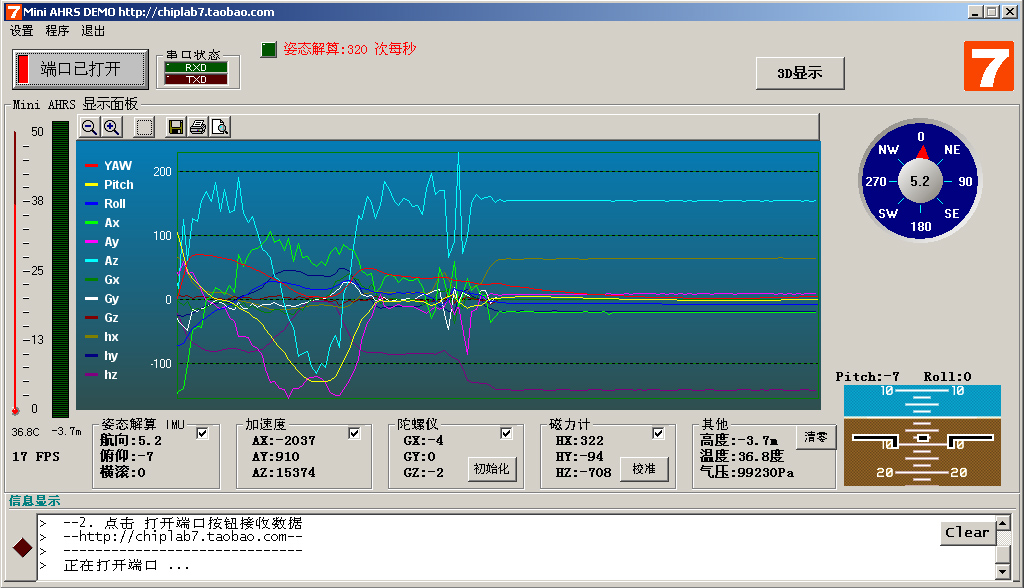 7 Mini AHRS DEMO http://chiplab7.taobao.com
设置 程序 退出
端口已打开
串口状态
RXD
TXD
姿态解算:320 次每秒
3D显示
7
Mini AHRS 显示面板
50
38
25
13
0
36.8C -3.7m
17 FPS
YAW
Pitch
Roll
Ax
Ay
Az
Gx
Gy
Gz
hx
hy
hz
200
100
0
-100
0
NW NE
270 5.2 90
SW SE
180
Pitch:-7 Roll:0
10 10
10 10
20 20
姿态解算 IMU
航向:5.2
俯仰:-7
横滚:0
加速度
AX:-2037
AY:910
AZ:15374
陀螺仪
GX:-4
GY:0
GZ:-2
初始化
磁力计
HX:322
HY:-94
HZ:-708
校准
其他
高度:-3.7m
温度:36.8度
气压:99230Pa
清零
信息显示
> --2. 点击 打开端口按钮接收数据
> --http://chiplab7.taobao.com--
> ------------------------------
> 正在打开端口 ...
Clear